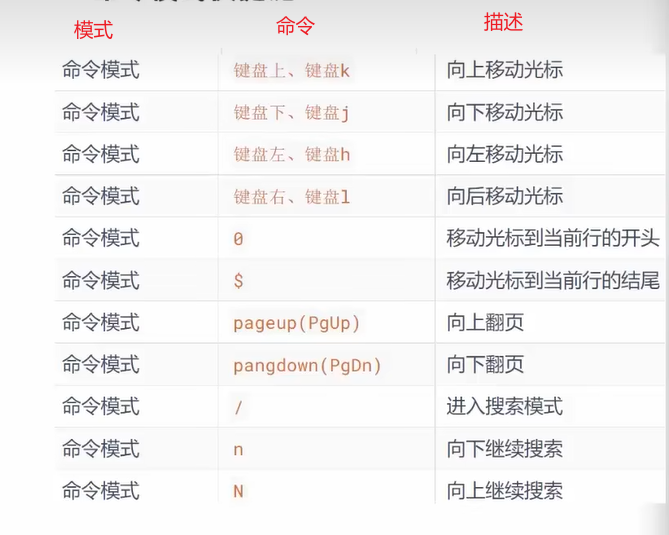 模式 命令 描述
命令模式 键盘上、键盘k 向上移动光标
命令模式 键盘下、键盘j 向下移动光标
命令模式 键盘左、键盘h 向左移动光标
命令模式 键盘右、键盘l 向后移动光标
命令模式 0 移动光标到当前行的开头
命令模式 $ 移动光标到当前行的结尾
命令模式 pageup(PgUp) 向上翻页
命令模式 pangdown(PgDn) 向下翻页
命令模式 / 进入搜索模式
命令模式 n 向下继续搜索
命令模式 N 向上继续搜索